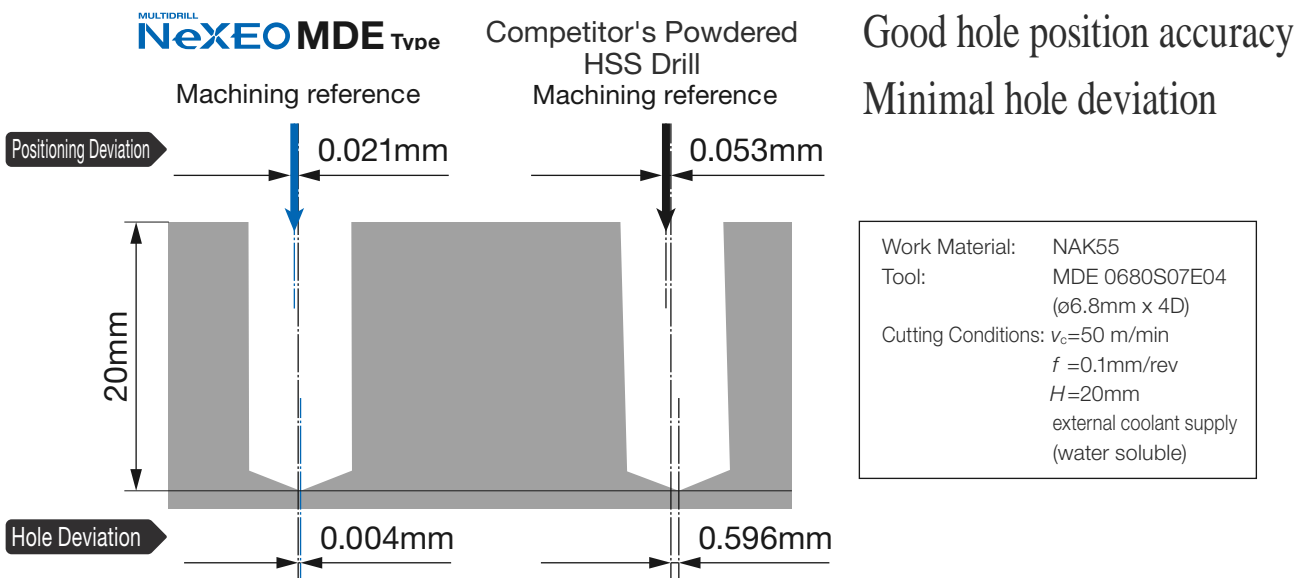 MULTIDRILL
NeXEO MDE Type
Machining reference
Competitor's Powdered
HSS Drill
Machining reference
Good hole position accuracy
Minimal hole deviation
Positioning Deviation
0.021mm
0.053mm
20mm
Work Material: NAK55
Tool: MDE 0680S07E04
(ø6.8mm x 4D)
Cutting Conditions: vc=50 m/min
f =0.1mm/rev
H=20mm
external coolant supply
(water soluble)
Hole Deviation
0.004mm
0.596mm